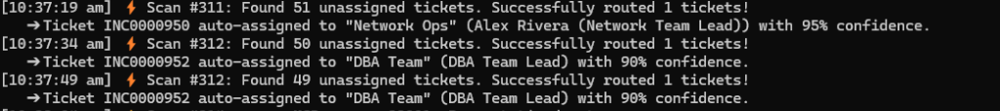 [10:37:19 am] ⚡ Scan #311: Found 51 unassigned tickets. Successfully routed 1 tickets!
➔Ticket INC0000950 auto-assigned to "Network Ops" (Alex Rivera (Network Team Lead)) with 95% confidence.
[10:37:34 am] ⚡ Scan #312: Found 50 unassigned tickets. Successfully routed 1 tickets!
➔Ticket INC0000952 auto-assigned to "DBA Team" (DBA Team Lead) with 90% confidence.
[10:37:49 am] ⚡ Scan #312: Found 49 unassigned tickets. Successfully routed 1 tickets!
➔Ticket INC0000952 auto-assigned to "DBA Team" (DBA Team Lead) with 90% confidence.